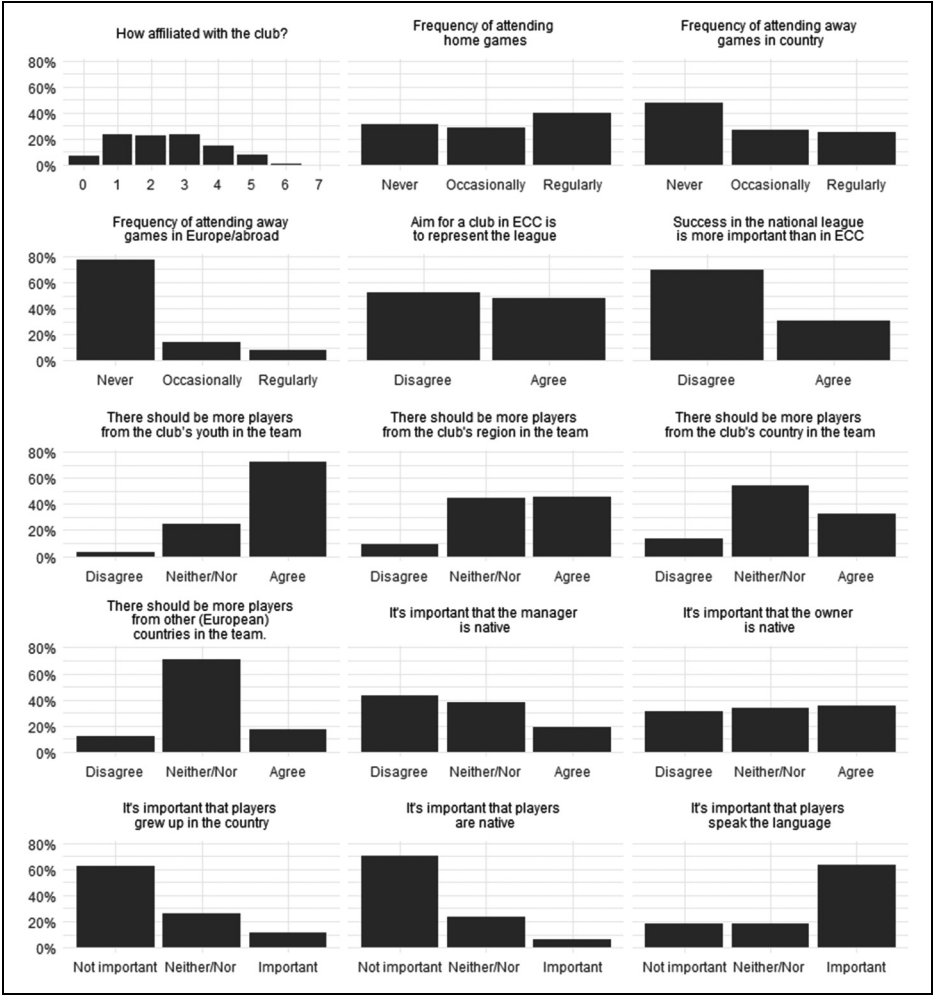 How affiliated with the club?
Frequency of attending
home games
Frequency of attending away
games in country
80%
60%
40%
20%
0%
0 1 2 3 4 5 6 7
Never Occasionally Regularly
Never Occasionally Regularly
Frequency of attending away
games in Europe/abroad
Aim for a club in ECC is
to represent the league
Success in the national league
is more important than in ECC
80%
60%
40%
20%
0%
Never Occasionally Regularly
Disagree Agree
Disagree Agree
There should be more players
from the club's youth in the team
There should be more players
from the club's region in the team
There should be more players
from the club's country in the team
80%
60%
40%
20%
0%
Disagree Neither/Nor Agree
Disagree Neither/Nor Agree
Disagree Neither/Nor Agree
There should be more players
from other (European)
countries in the team.
It's important that the manager
is native
It's important that the owner
is native
80%
60%
40%
20%
0%
Disagree Neither/Nor Agree
Disagree Neither/Nor Agree
Disagree Neither/Nor Agree
It's important that players
grew up in the country
It's important that players
are native
It's important that players
speak the language
80%
60%
40%
20%
0%
Not important Neither/Nor Important
Not important Neither/Nor Important
Not important Neither/Nor Important